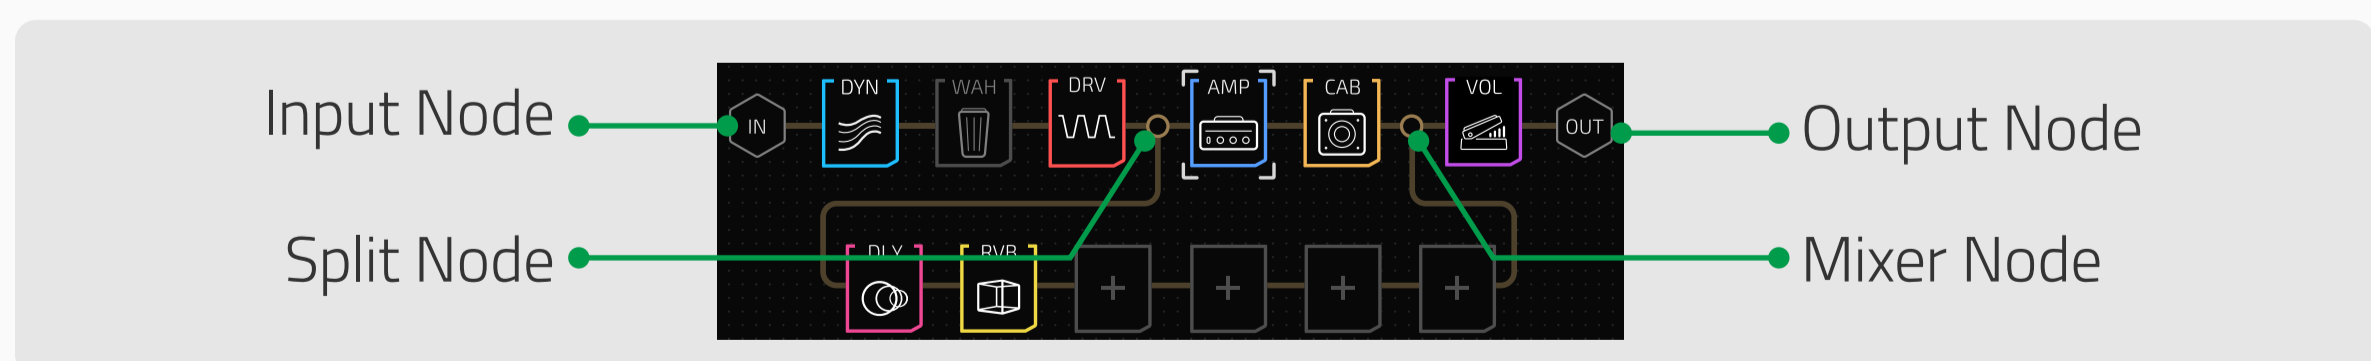 Input Node
IN
DYN
WAH
DRV
AMP
CAB
VOL
OUT
Output Node
Split Node
DLY
RVB
+
+
+
+
Mixer Node